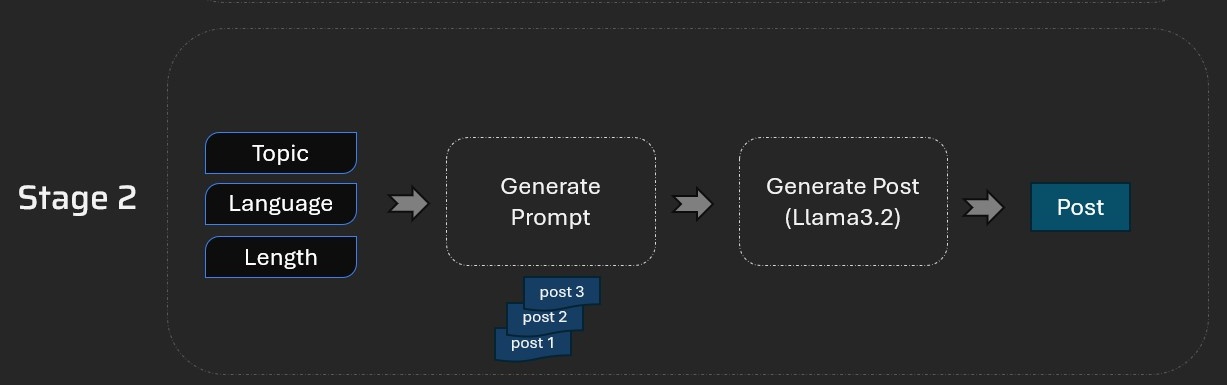 Stage 2
Topic
Language
Length
Generate
Prompt
post 3
post 2
post 1
Generate Post
(Llama3.2)
Post